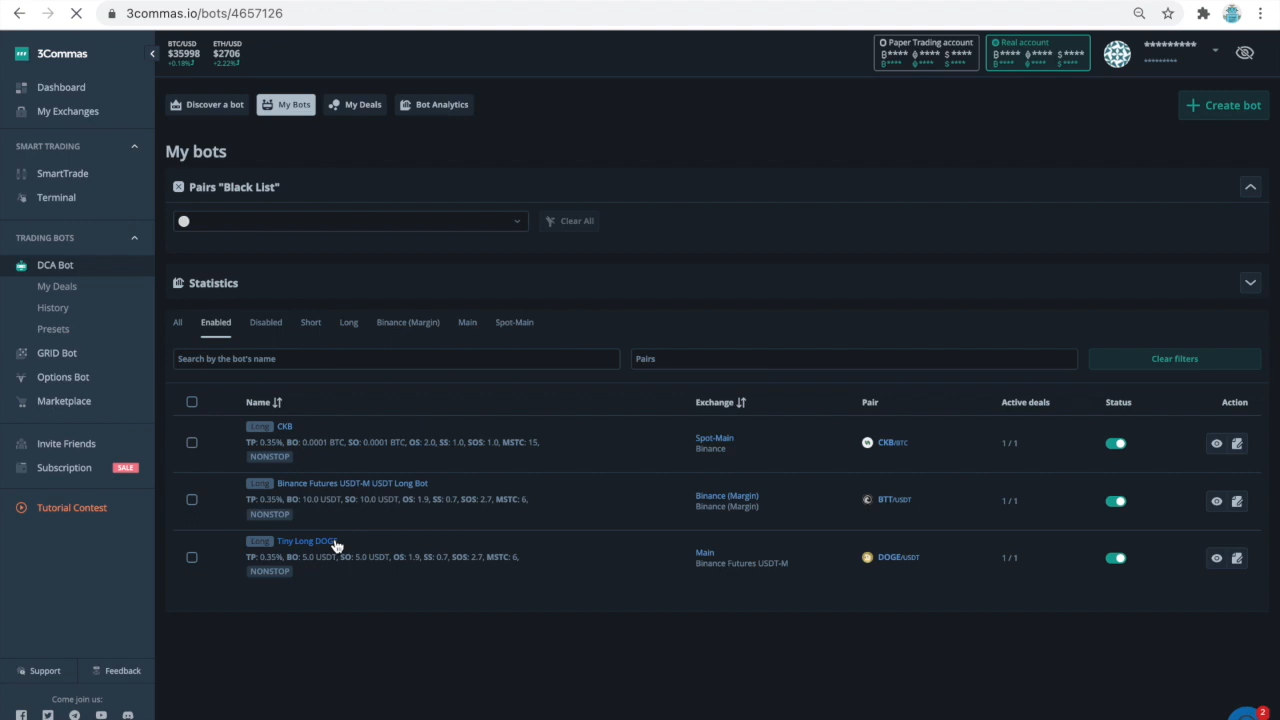 3commas.io/bots/4657126
3Commas
BTC/USD
$35998
+0.18%
ETH/USD
$2706
+2.22%
Paper Trading account
฿**** ⟠**** $****
฿**** ⟠**** $****
Real account
฿**** ⟠**** $****
฿**** ⟠**** $****
*********
*********
Dashboard
My Exchanges
SMART TRADING
SmartTrade
Terminal
TRADING BOTS
DCA Bot
My Deals
History
Presets
GRID Bot
Options Bot
Marketplace
Invite Friends
Subscription SALE
Tutorial Contest
Support
Feedback
Come join us:
Discover a bot
My Bots
My Deals
Bot Analytics
+ Create bot
My bots
Pairs "Black List"
Clear All
Statistics
All Enabled Disabled Short Long Binance (Margin) Main Spot-Main
Search by the bot's name
Pairs
Clear filters
Name Exchange Pair Active deals Status Action
Long CKB
TP: 0.35%, BO: 0.0001 BTC, SO: 0.0001 BTC, OS: 2.0, SS: 1.0, SOS: 1.0, MSTC: 15,
NONSTOP
Spot-Main
Binance
CKB/BTC
1 / 1
Long Binance Futures USDT-M USDT Long Bot
TP: 0.35%, BO: 10.0 USDT, SO: 10.0 USDT, OS: 1.9, SS: 0.7, SOS: 2.7, MSTC: 6,
NONSTOP
Binance (Margin)
Binance (Margin)
BTT/USDT
1 / 1
Long Tiny Long DOGE
TP: 0.35%, BO: 5.0 USDT, SO: 5.0 USDT, OS: 1.9, SS: 0.7, SOS: 2.7, MSTC: 6,
NONSTOP
Main
Binance Futures USDT-M
DOGE/USDT
1 / 1
2